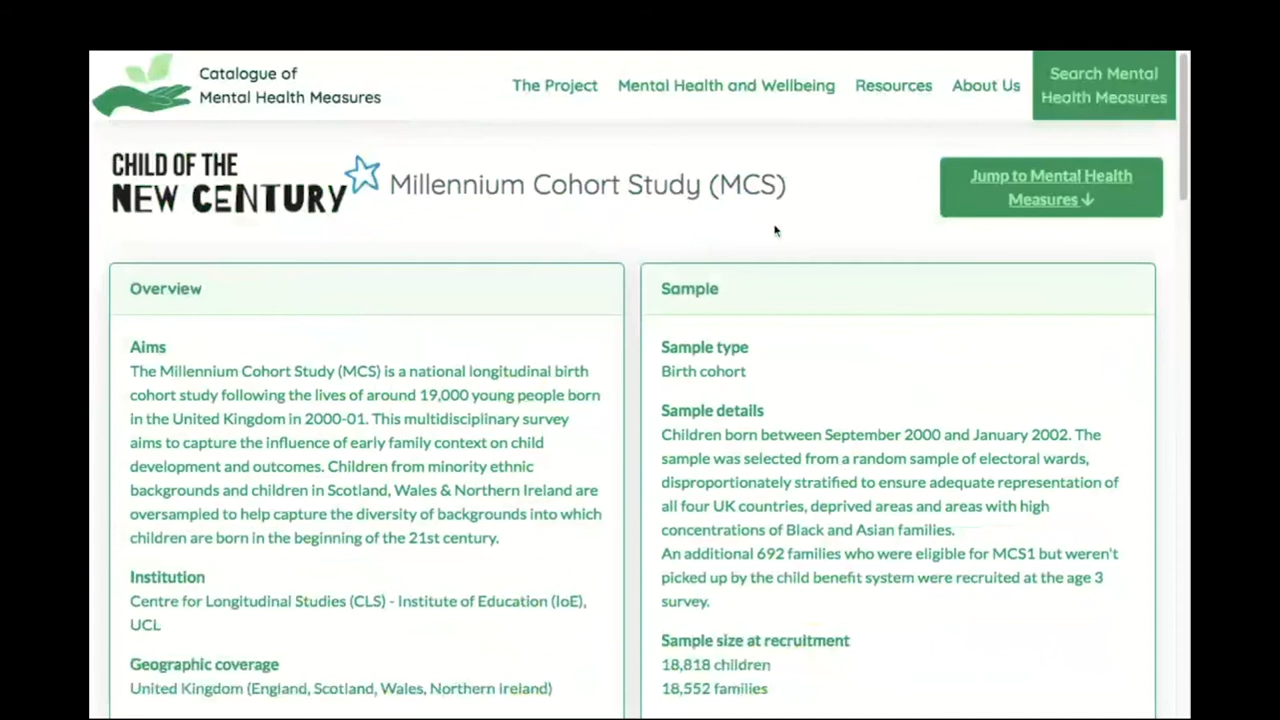 Catalogue of
Mental Health Measures
The Project
Mental Health and Wellbeing
Resources
About Us
Search Mental
Health Measures
CHILD OF THE
NEW CENTURY
Millennium Cohort Study (MCS)
Jump to Mental Health
Measures ↓
Overview
Aims
The Millennium Cohort Study (MCS) is a national longitudinal birth
cohort study following the lives of around 19,000 young people born
in the United Kingdom in 2000-01. This multidisciplinary survey
aims to capture the influence of early family context on child
development and outcomes. Children from minority ethnic
backgrounds and children in Scotland, Wales & Northern Ireland are
oversampled to help capture the diversity of backgrounds into which
children are born in the beginning of the 21st century.
Institution
Centre for Longitudinal Studies (CLS) - Institute of Education (IoE),
UCL
Geographic coverage
United Kingdom (England, Scotland, Wales, Northern Ireland)
Sample
Sample type
Birth cohort
Sample details
Children born between September 2000 and January 2002. The
sample was selected from a random sample of electoral wards,
disproportionately stratified to ensure adequate representation of
all four UK countries, deprived areas and areas with high
concentrations of Black and Asian families.
An additional 692 families who were eligible for MCS1 but weren't
picked up by the child benefit system were recruited at the age 3
survey.
Sample size at recruitment
18,818 children
18,552 families